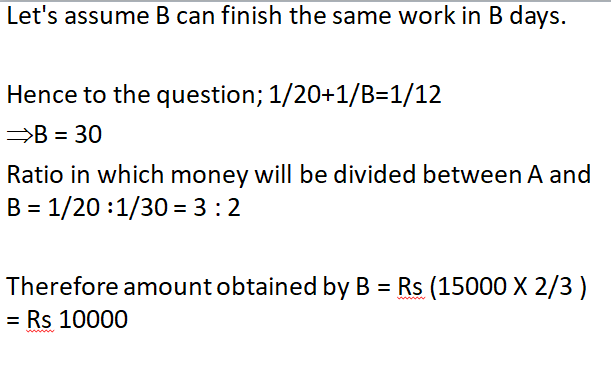 Let's assume B can finish the same work in B days.
Hence to the question; 1/20+1/B=1/12
⟹B = 30
Ratio in which money will be divided between A and
B = 1/20 :1/30 = 3 : 2
Therefore amount obtained by B = Rs (15000 X 2/3 )
= Rs 10000